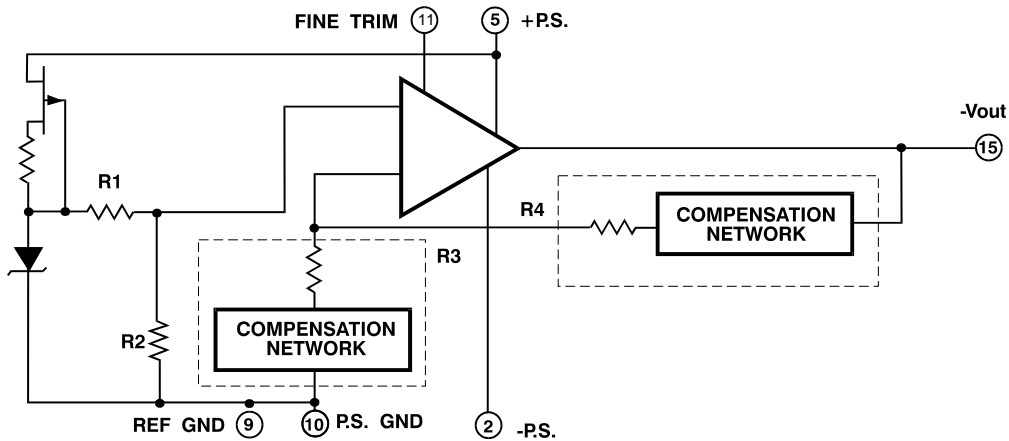 FINE TRIM 11
5 +P.S.
-Vout
15
R1
R4
COMPENSATION
NETWORK
R3
COMPENSATION
NETWORK
R2
REF GND 9
10 P.S. GND
2 -P.S.